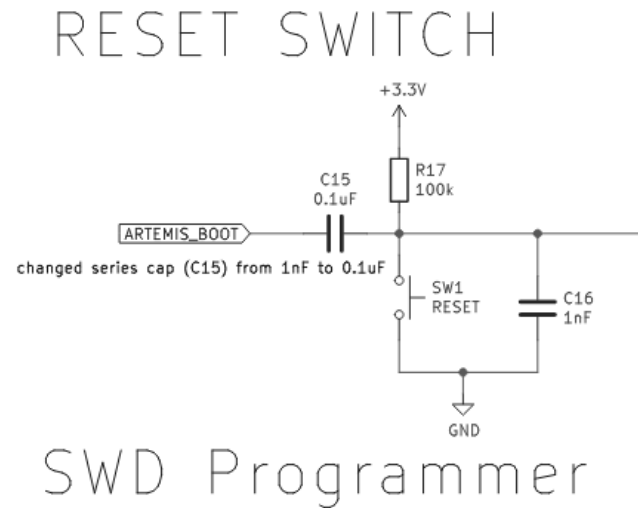 RESET SWITCH
+3.3V
R17
100k
C15
0.1uF
ARTEMIS_BOOT
changed series cap (C15) from 1nF to 0.1uF
SW1
RESET
C16
1nF
GND
SWD Programmer